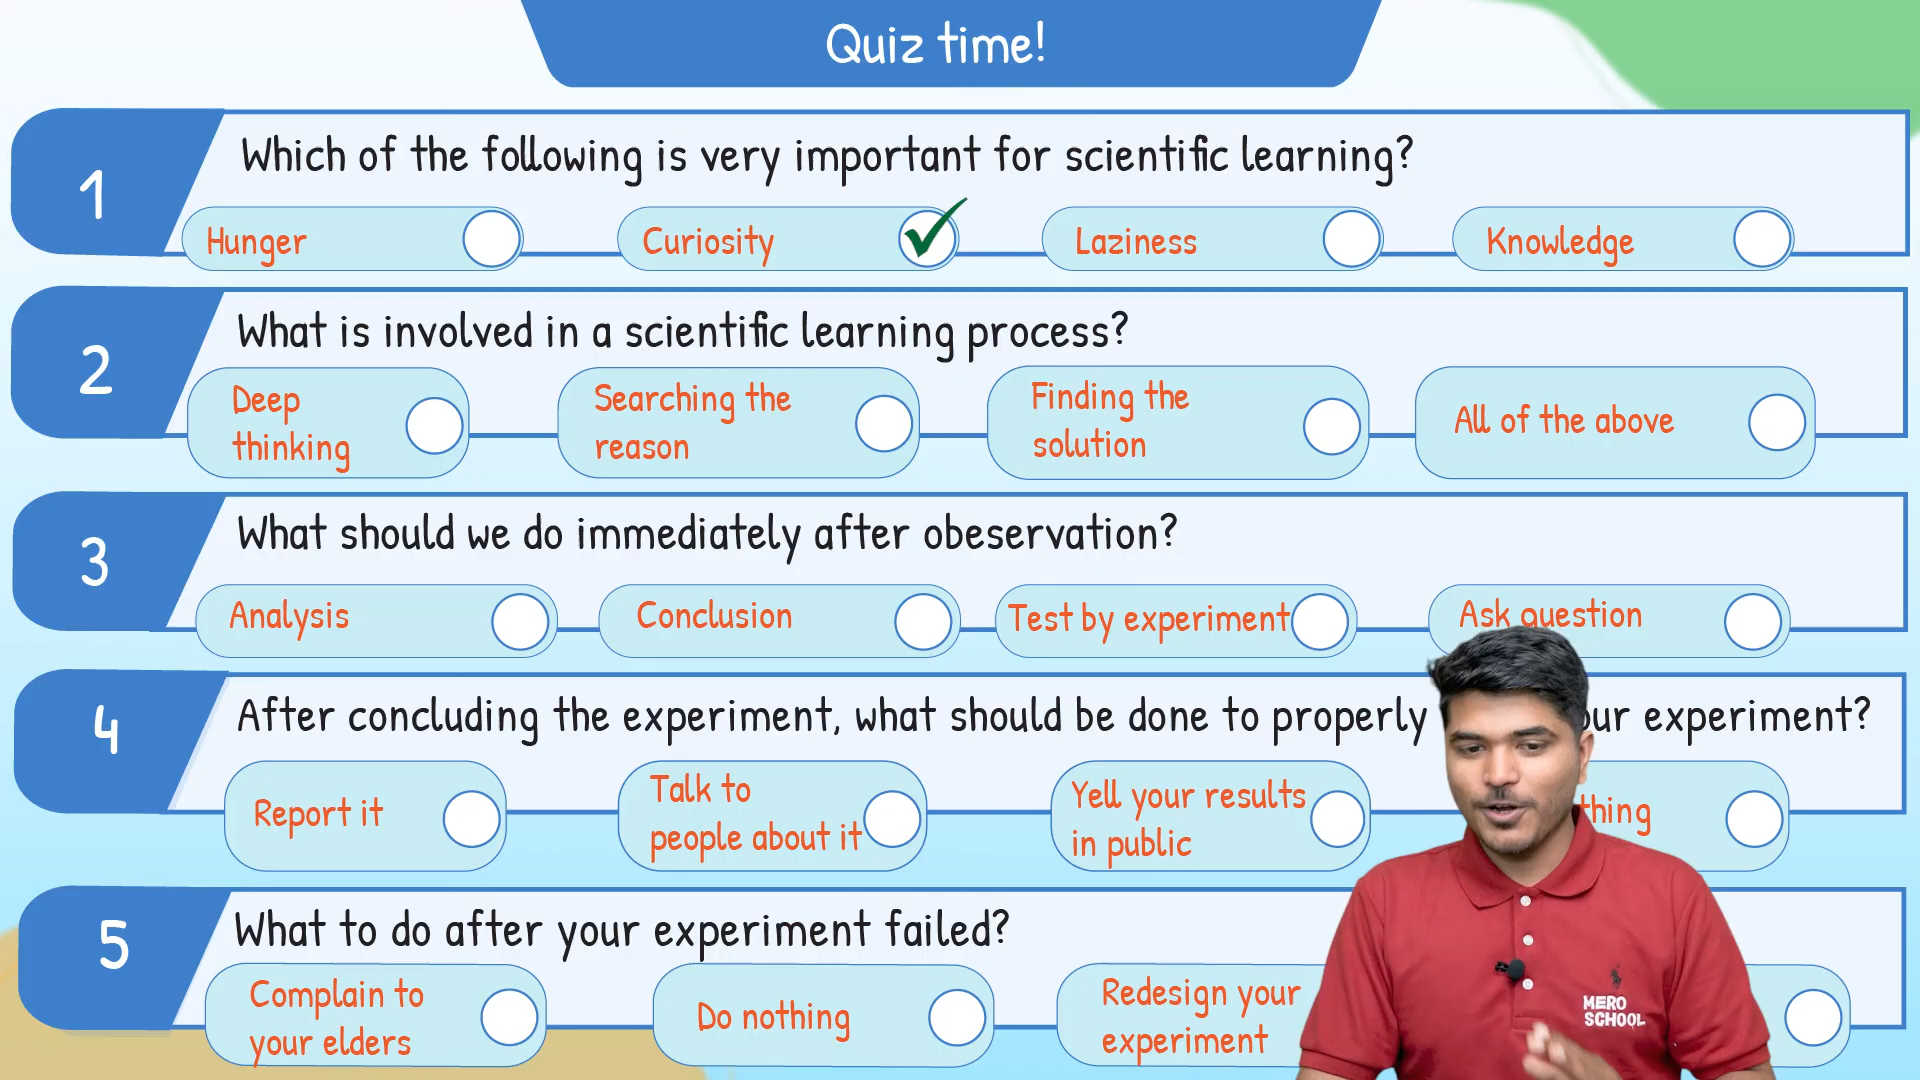 Quiz time!
1
Which of the following is very important for scientific learning?
Hunger
Curiosity
Laziness
Knowledge
2
What is involved in a scientific learning process?
Deep
thinking
Searching the
reason
Finding the
solution
All of the above
3
What should we do immediately after obeservation?
Analysis
Conclusion
Test by experiment
Ask question
4
After concluding the experiment, what should be done to properly experiment?
Report it
Talk to
people about it
Yell your results
in public
5
What to do after your experiment failed?
Complain to
your elders
Do nothing
Redesign your
experiment
MERO
SCHOOL